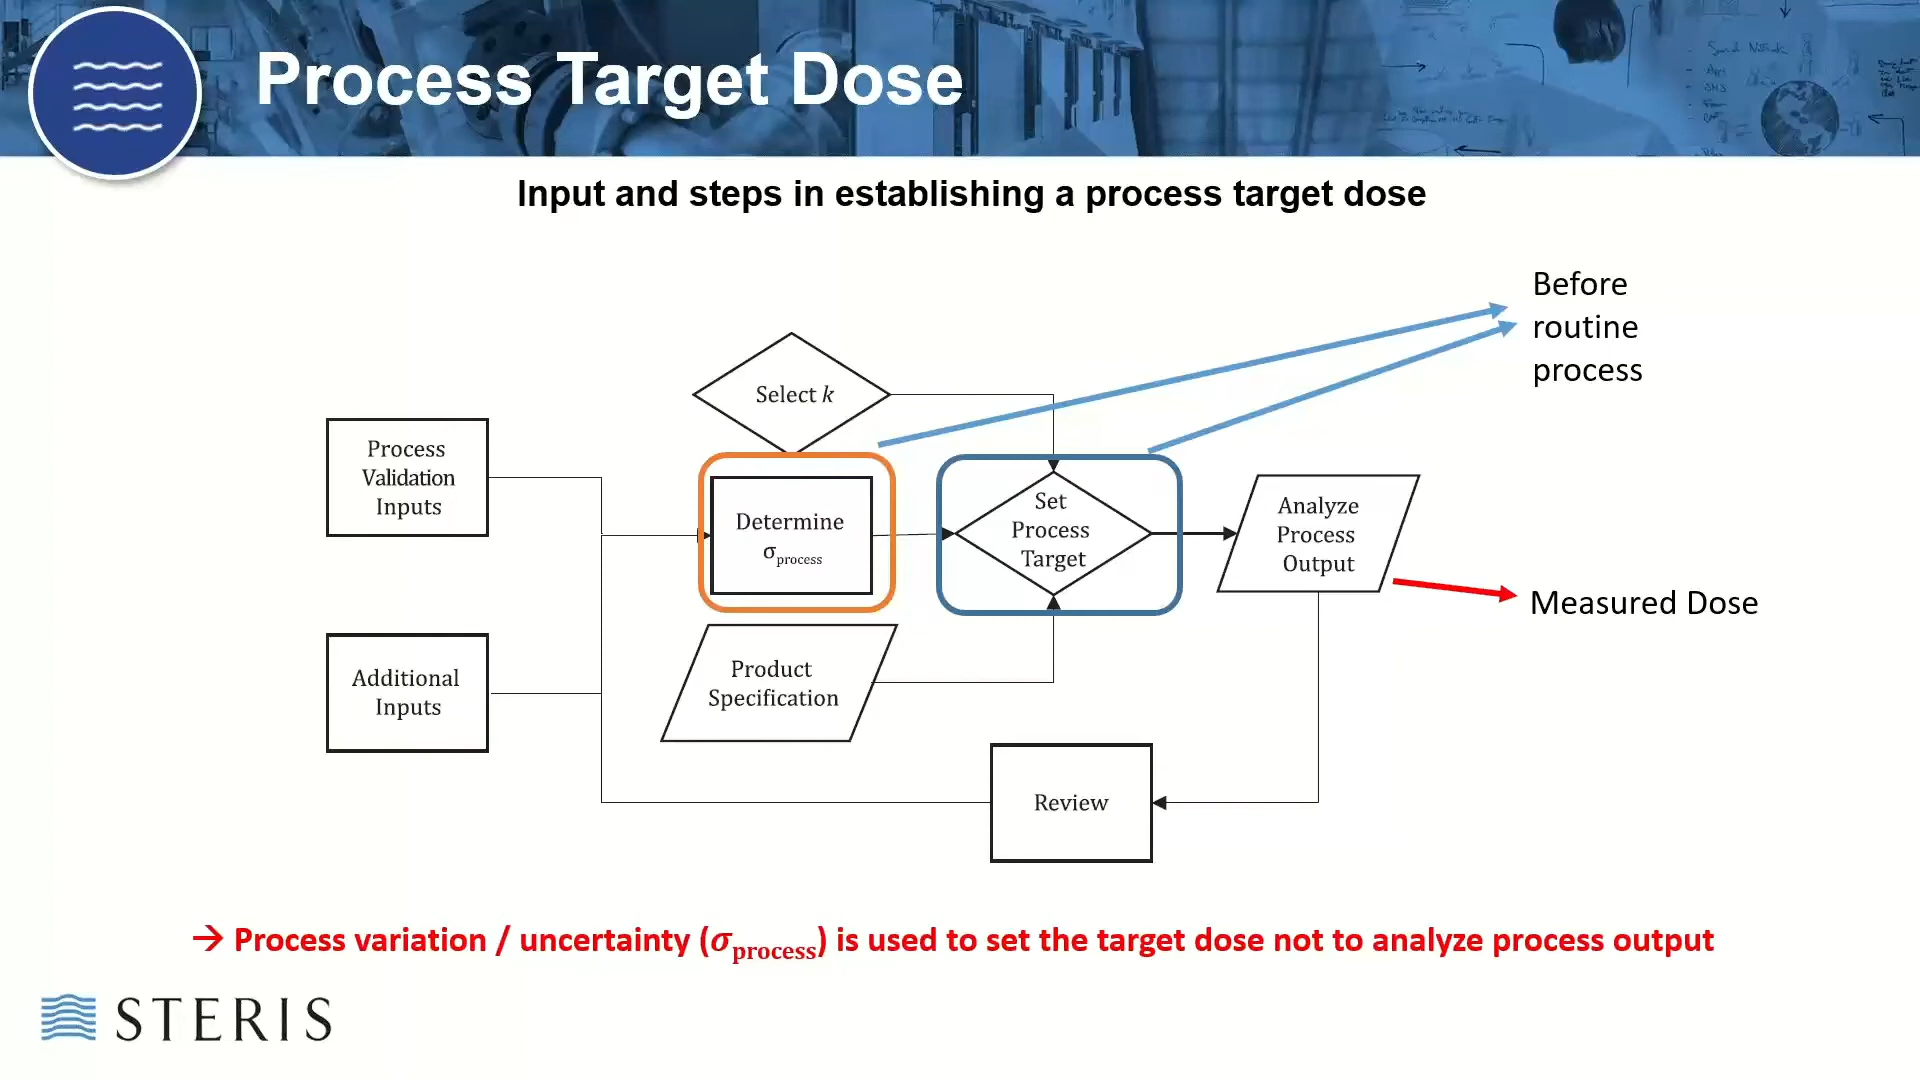 Process Target Dose
Input and steps in establishing a process target dose
Before
routine
process
Select k
Process
Validation
Inputs
Determine
σprocess
Set
Process
Target
Analyze
Process
Output
Measured Dose
Additional
Inputs
Product
Specification
Review
→ Process variation / uncertainty (σprocess) is used to set the target dose not to analyze process output
STERIS